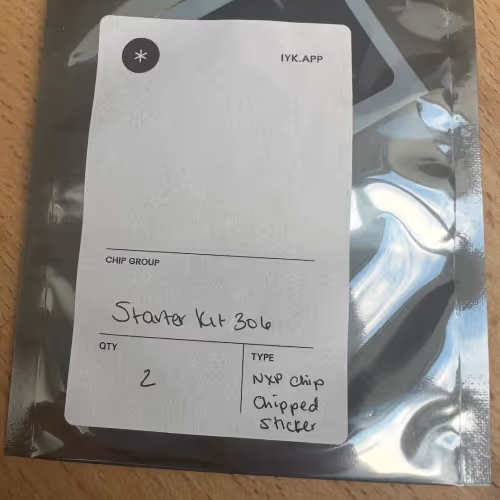 *
IYK.APP
CHIP GROUP
Starter Kit 306
QTY
2
TYPE
NXP Chip
Chipped
Sticker